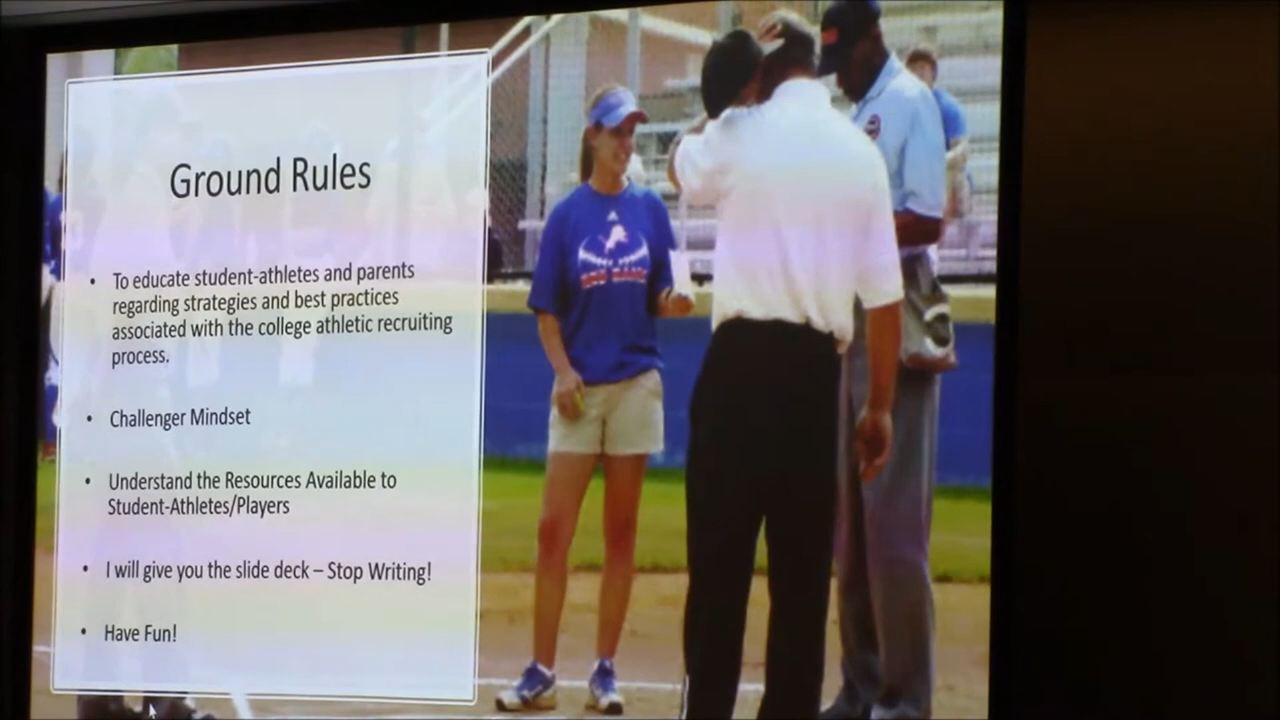 Ground Rules
• To educate student-athletes and parents
regarding strategies and best practices
associated with the college athletic recruiting
process.
• Challenger Mindset
• Understand the Resources Available to
Student-Athletes/Players
• I will give you the slide deck – Stop Writing!
• Have Fun!